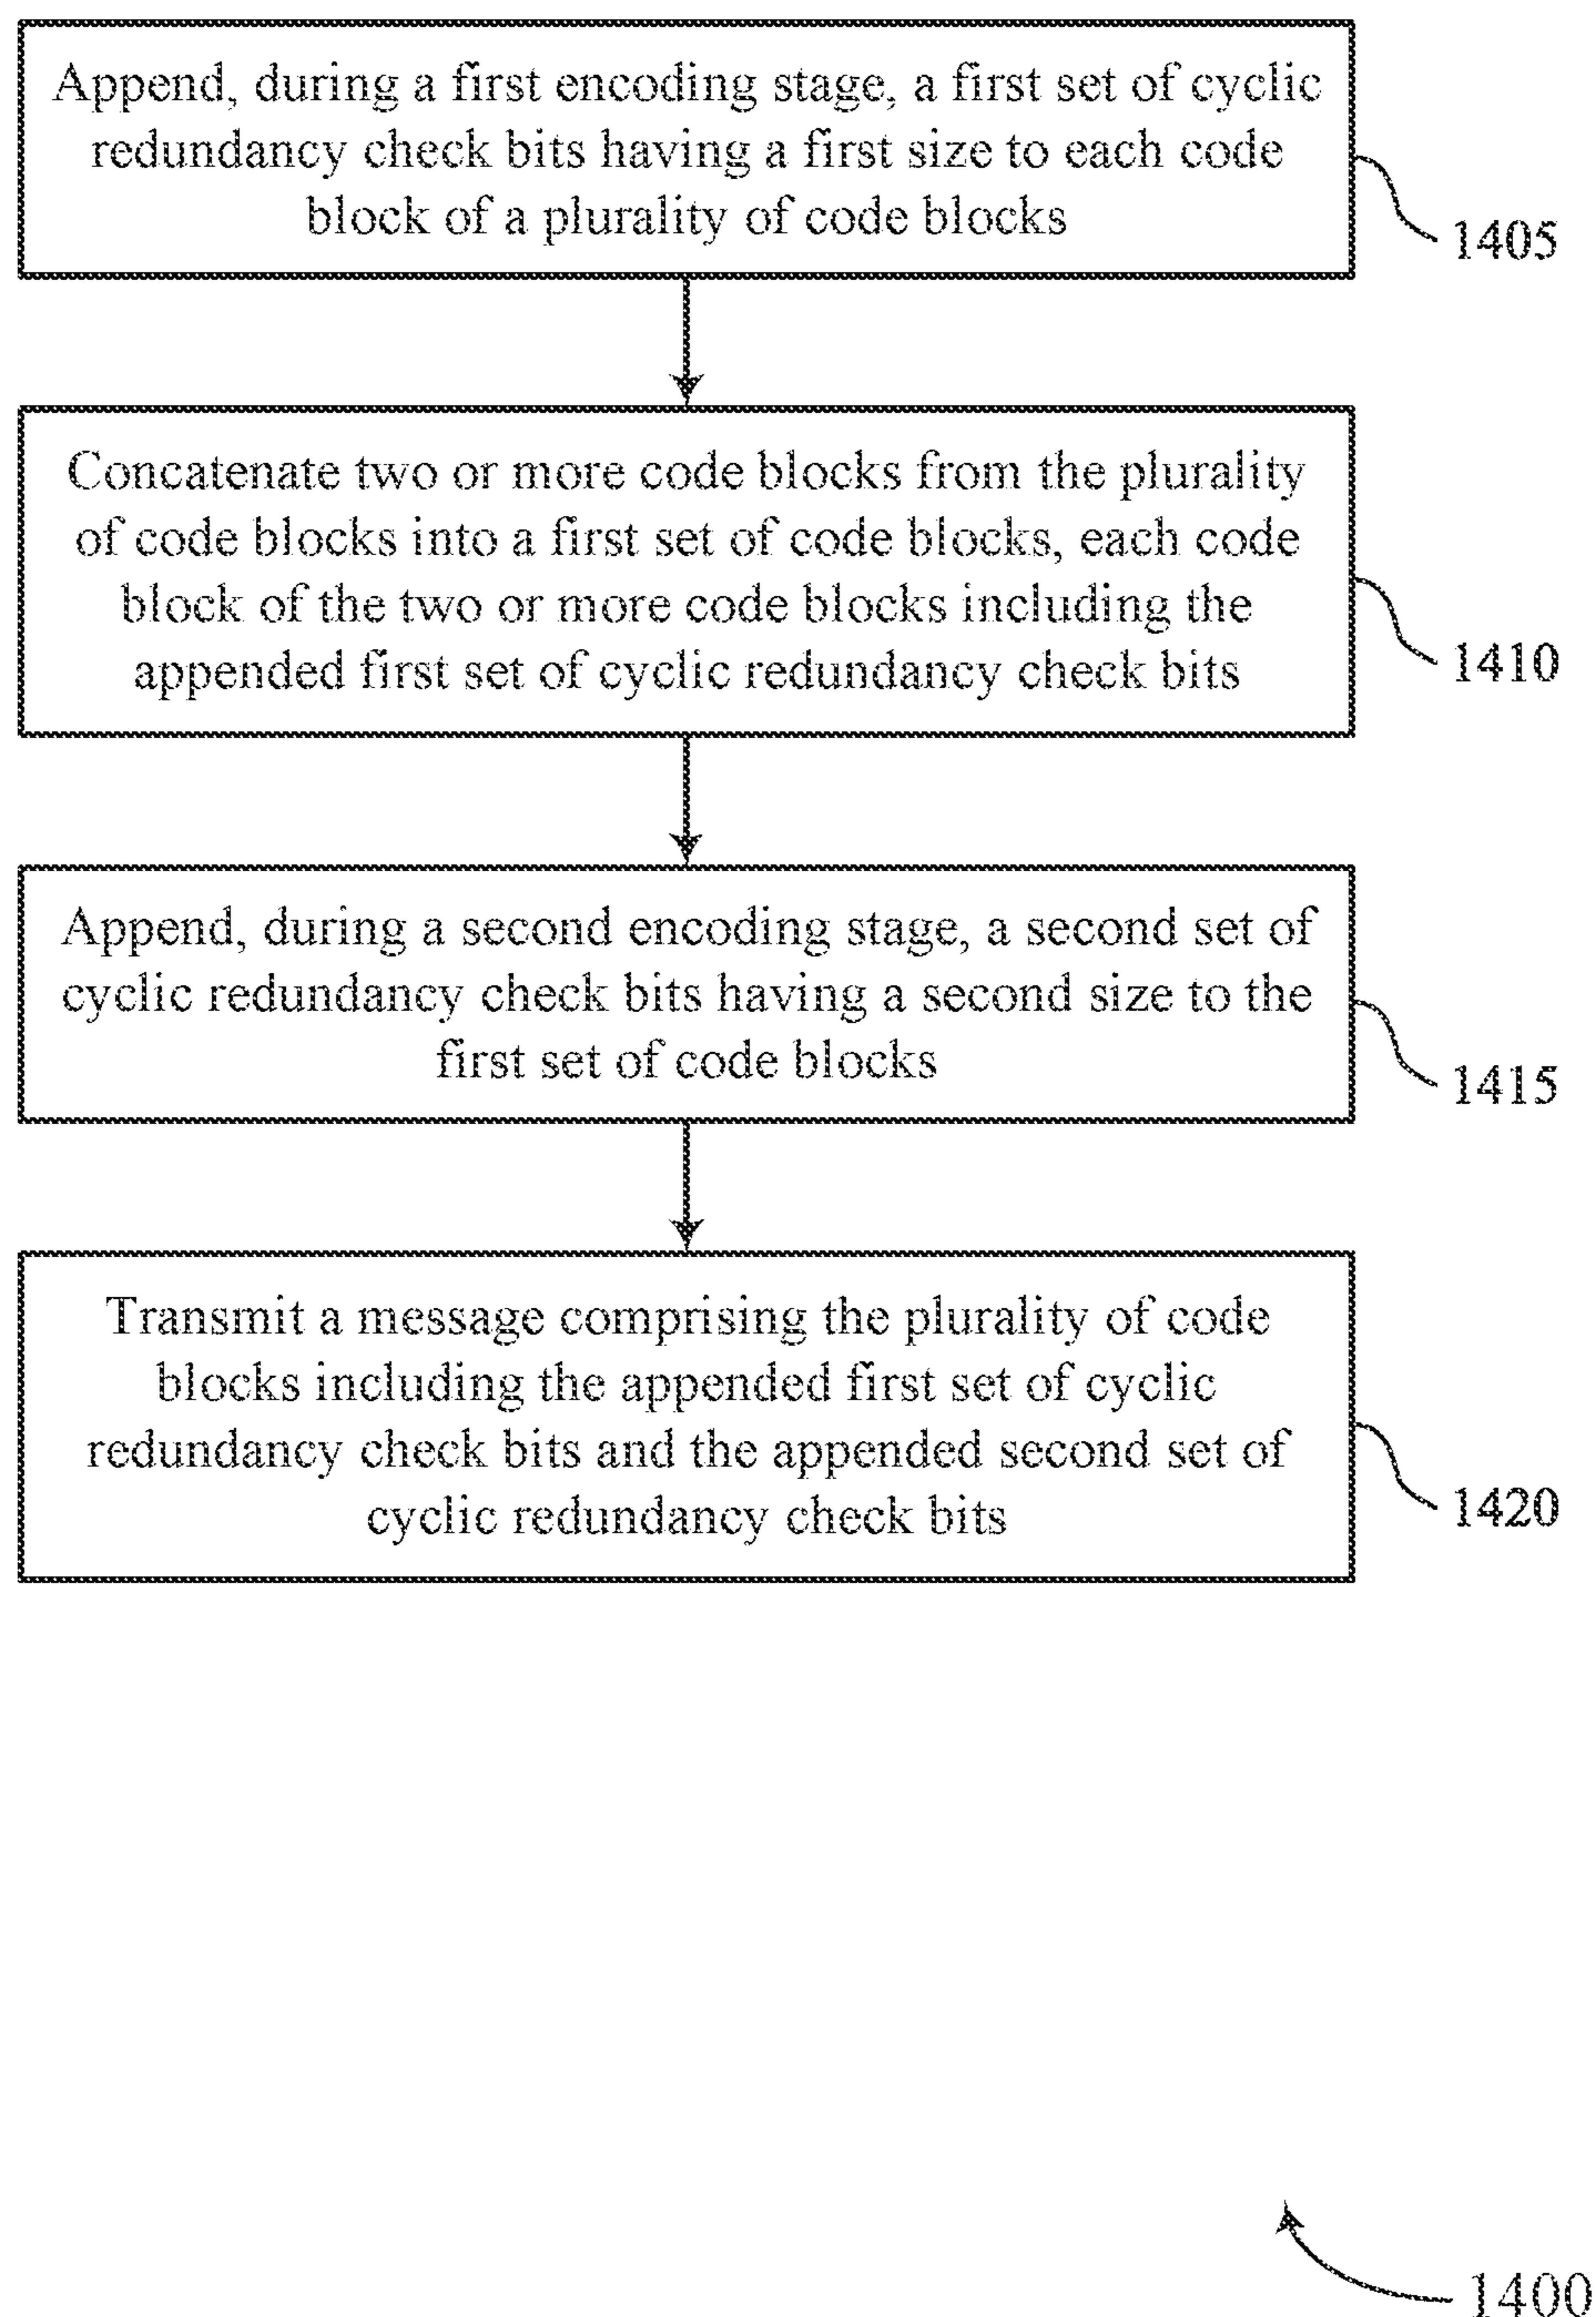 Append, during a first encoding stage, a first set of cyclic
redundancy check bits having a first size to each code
block of a plurality of code blocks
1405
Concatenate two or more code blocks from the plurality
of code blocks into a first set of code blocks, each code
block of the two or more code blocks including the
appended first set of cyclic redundancy check bits
1410
Append, during a second encoding stage, a second set of
cyclic redundancy check bits having a second size to the
first set of code blocks
1415
Transmit a message comprising the plurality of code
blocks including the appended first set of cyclic
redundancy check bits and the appended second set of
cyclic redundancy check bits
1420
1400